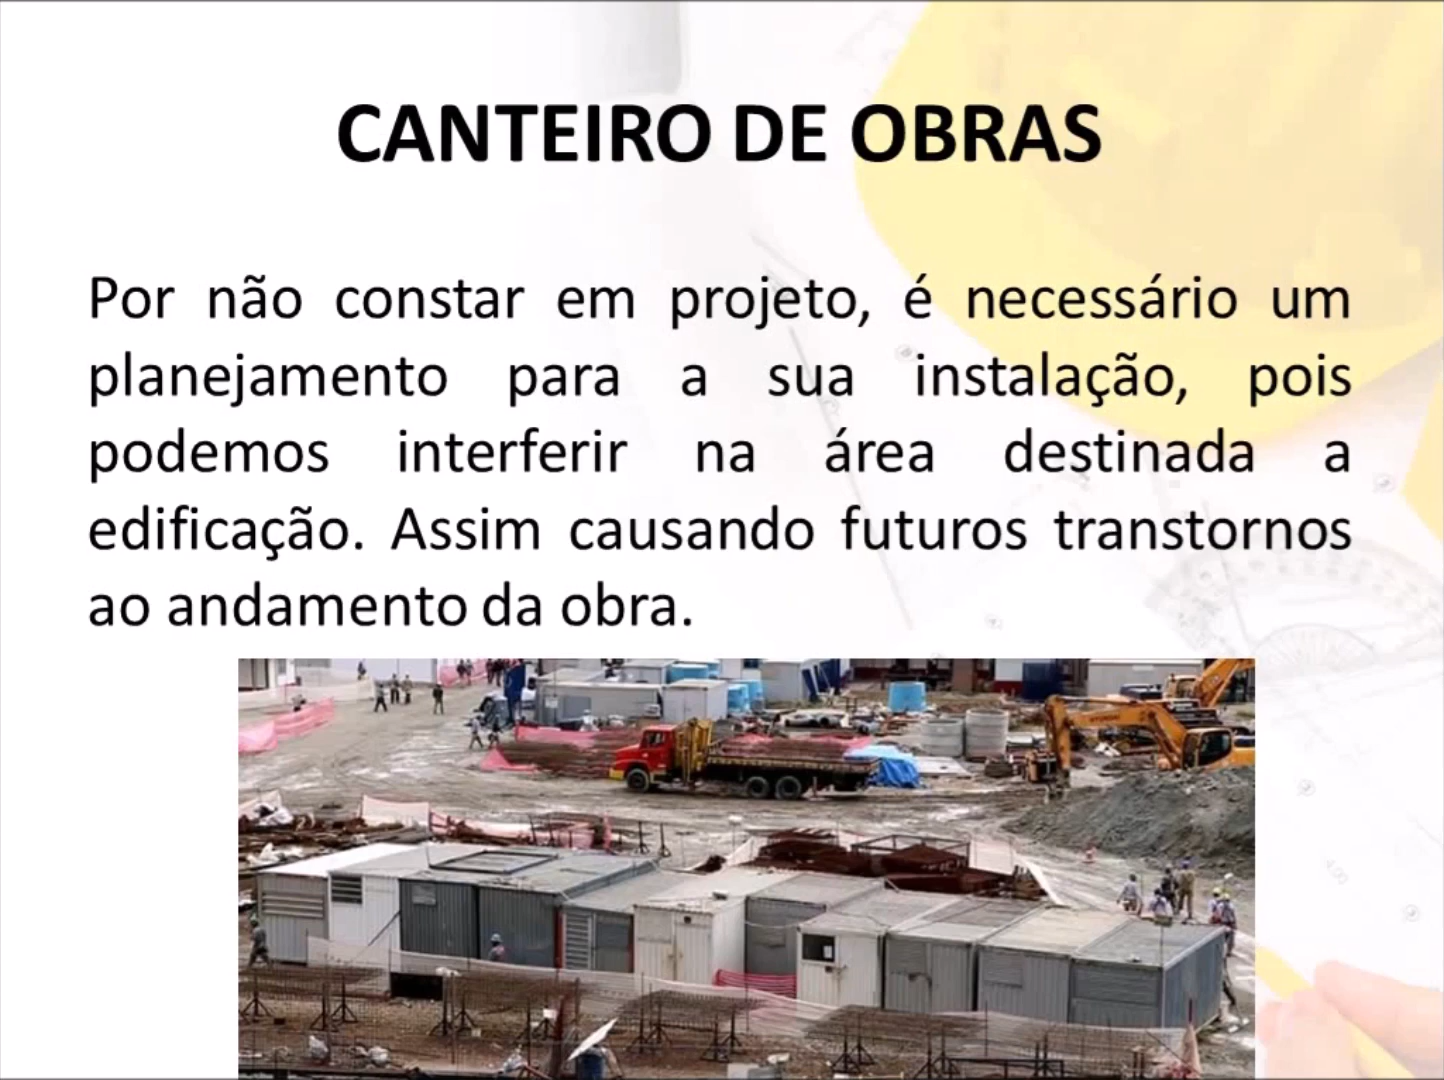 CANTEIRO DE OBRAS
Por não constar em projeto, é necessário um
planejamento para a sua instalação, pois
podemos interferir na área destinada a
edificação. Assim causando futuros transtornos
ao andamento da obra.